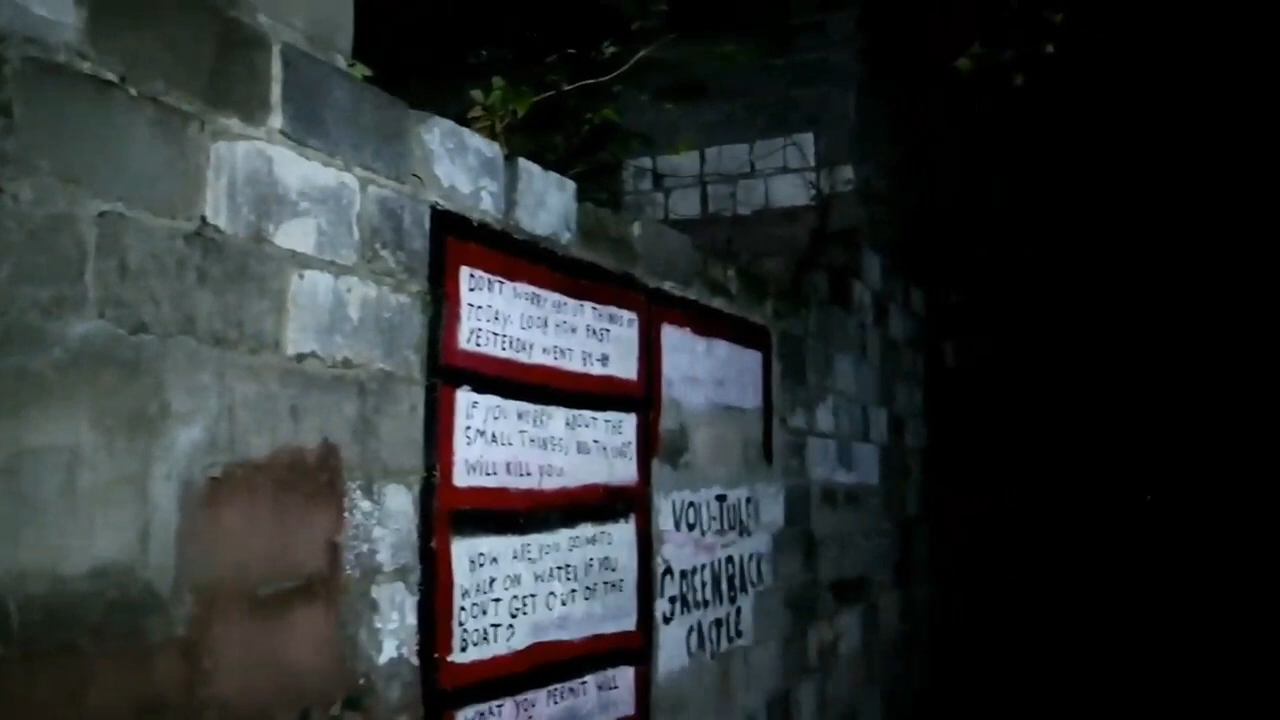 DON'T WORRY ABOUT THINGS OF
TODAY. LOOK HOW FAST
YESTERDAY WENT BY
IF YOU WORRY ABOUT THE
SMALL THINGS, BIG THINGS
WILL KILL you.
HOW ARE YOU GOING TO
WALK ON WATER IF YOU
DON'T GET OUT OF THE
BOAT?
WHAT YOU PERMIT WILL
YOU-TUBE
GREENBACK
CASTLE